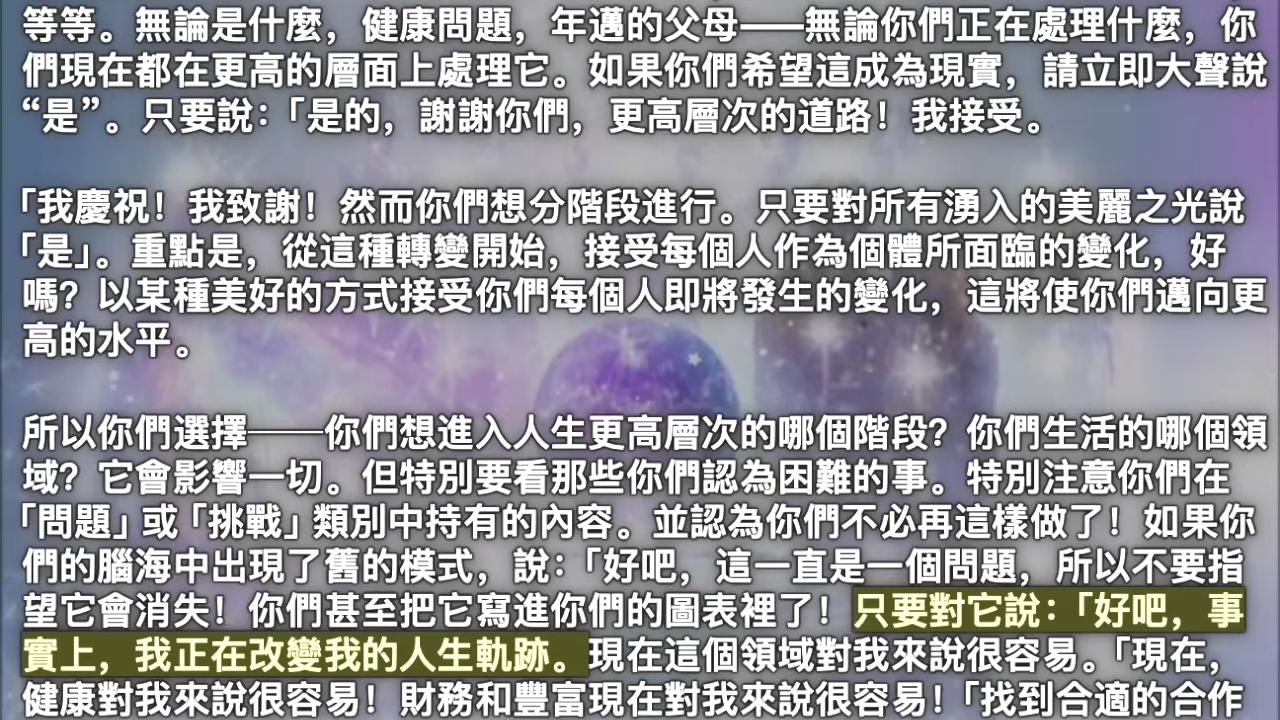 等等。無論是什麼，健康問題，年邁的父母——無論你們正在處理什麼，你
們現在都在更高的層面上處理它。如果你們希望這成為現實，請立即大聲說
“是”。只要說：「是的，謝謝你們，更高層次的道路！我接受。
「我慶祝！我致謝！然而你們想分階段進行。只要對所有湧入的美麗之光說
「是」。重點是，從這種轉變開始，接受每個人作為個體所面臨的變化，好
嗎？以某種美好的方式接受你們每個人即將發生的變化，這將使你們邁向更
高的水平。
所以你們選擇——你們想進入人生更高層次的哪個階段？你們生活的哪個領
域？它會影響一切。但特別要看那些你們認為困難的事。特別注意你們在
「問題」或「挑戰」類別中持有的內容。並認為你們不必再這樣做了！如果你
們的腦海中出現了舊的模式，說：「好吧，這一直是一個問題，所以不要指
望它會消失！你們甚至把它寫進你們的圖表裡了！只要對它說：「好吧，事
實上，我正在改變我的人生軌跡。現在這個領域對我來說很容易。「現在，
健康對我來說很容易！財務和豐富現在對我來說很容易！「找到合適的合作